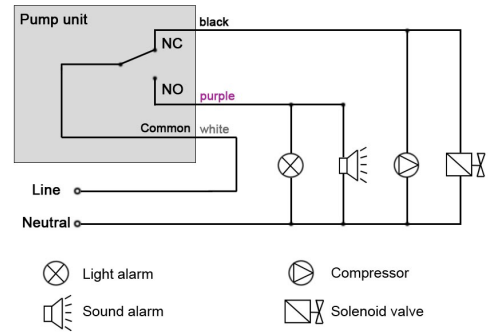 Pump unit
black
NC
NO
purple
Common
white
Line
Neutral
Light alarm
Compressor
Sound alarm
Solenoid valve